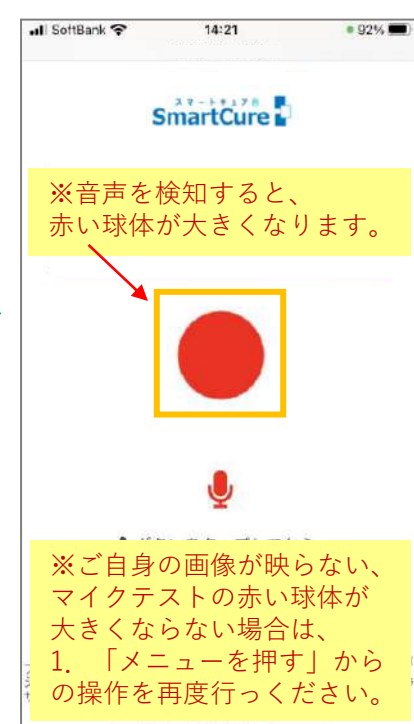 SoftBank 14:21 92%
スマートキュア
SmartCure
※音声を検知すると、
赤い球体が大きくなります。
※ご自身の画像が映らない、
マイクテストの赤い球体が
大きくならない場合は、
1. 「メニューを押す」から
の操作を再度行っください。